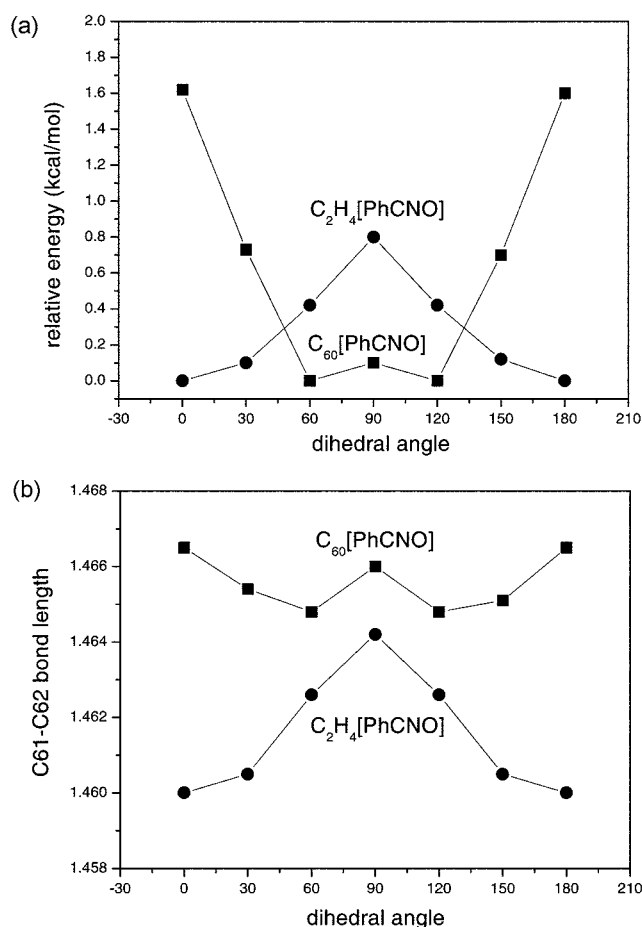 (a)
2.0
1.8
1.6
1.4
1.2
1.0
0.8
0.6
0.4
0.2
0.0
relative energy (kcal/mol)
C₂H₄[PhCNO]
C₆₀[PhCNO]
-30 0 30 60 90 120 150 180 210
dihedral angle
(b)
1.468
1.466
1.464
1.462
1.460
1.458
C61-C62 bond length
C₆₀[PhCNO]
C₂H₄[PhCNO]
-30 0 30 60 90 120 150 180 210
dihedral angle